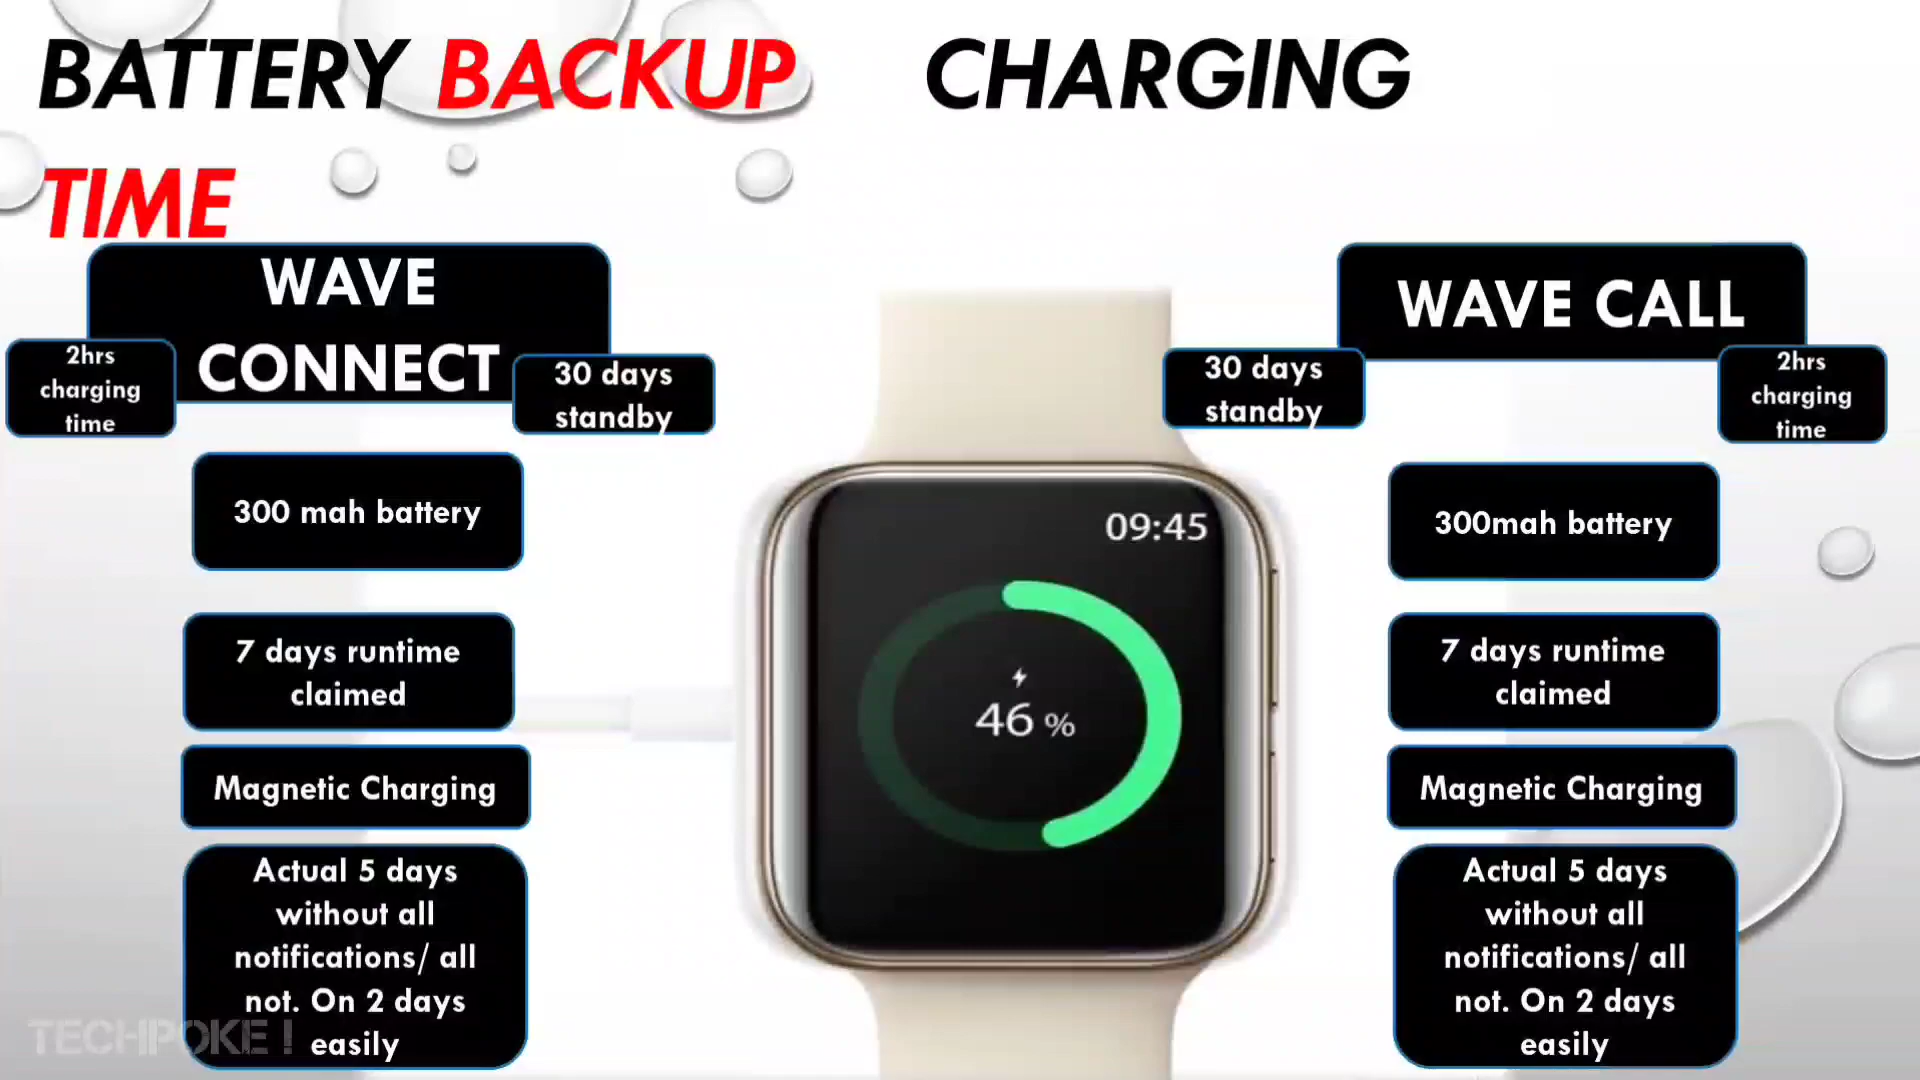 BATTERY BACKUP CHARGING
TIME
WAVE
CONNECT
2hrs
charging
time
30 days
standby
300 mah battery
7 days runtime
claimed
Magnetic Charging
Actual 5 days
without all
notifications/ all
not. On 2 days
easily
09:45
46 %
WAVE CALL
30 days
standby
2hrs
charging
time
300mah battery
7 days runtime
claimed
Magnetic Charging
Actual 5 days
without all
notifications/ all
not. On 2 days
easily
TECHPOKE !